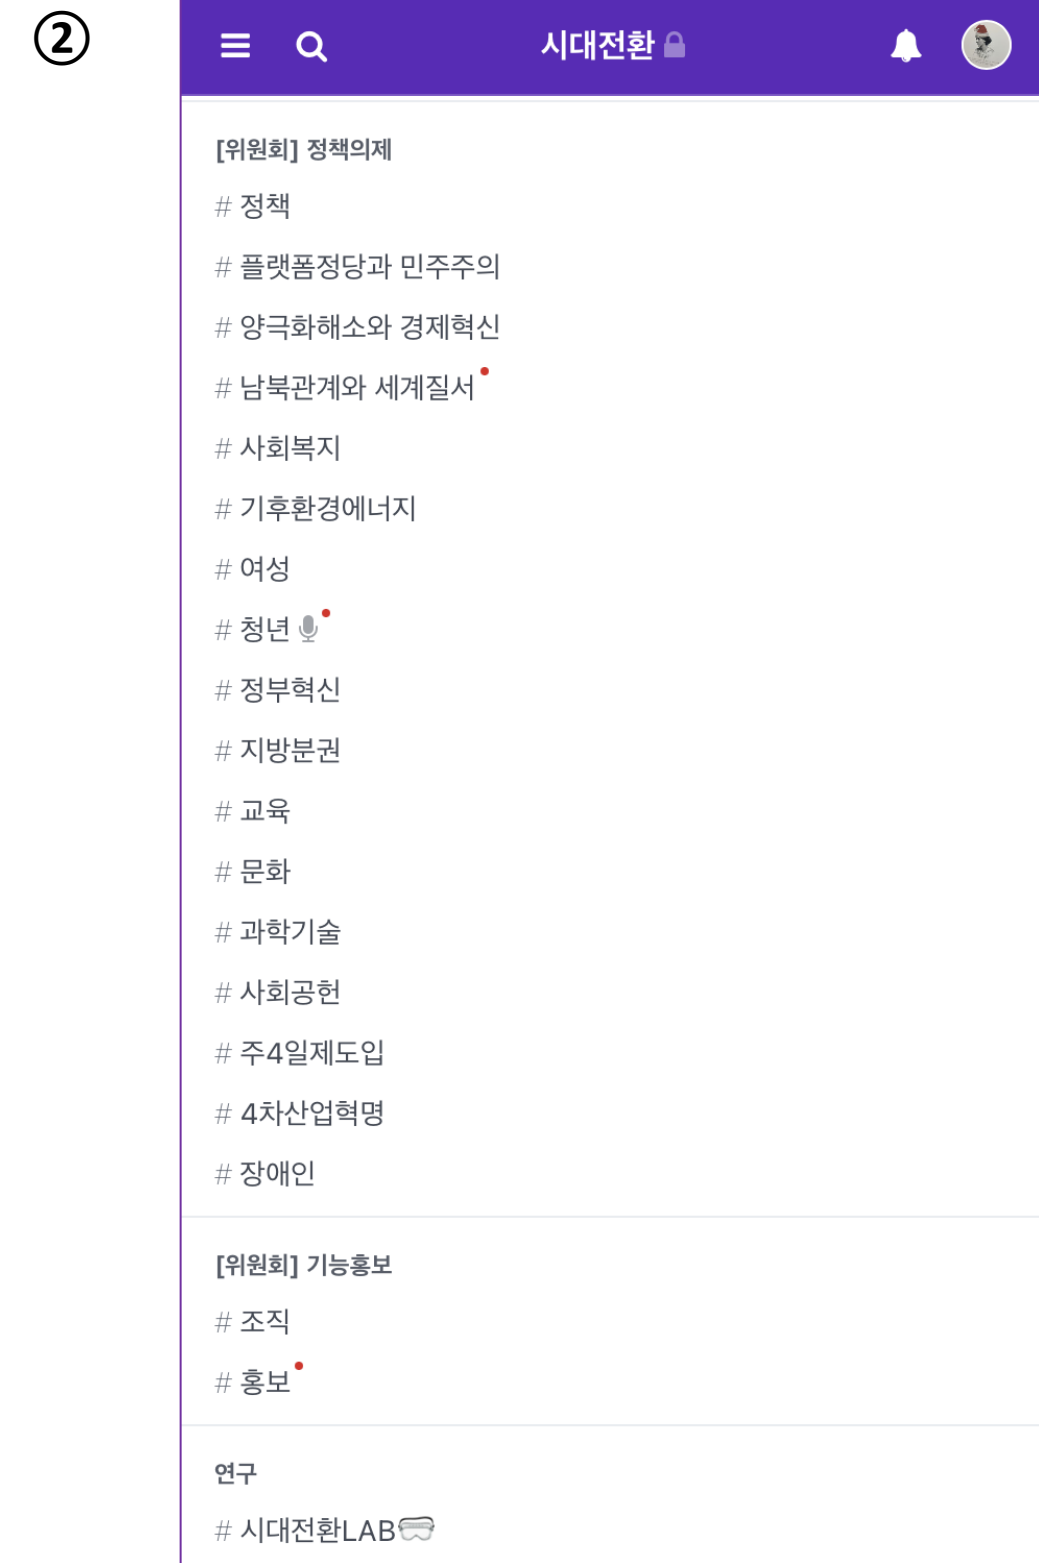 ②
시대전환
[위원회] 정책의제
# 정책
# 플랫폼정당과 민주주의
# 양극화해소와 경제혁신
# 남북관계와 세계질서
# 사회복지
# 기후환경에너지
# 여성
# 청년
# 정부혁신
# 지방분권
# 교육
# 문화
# 과학기술
# 사회공헌
# 주4일제도입
# 4차산업혁명
# 장애인
[위원회] 기능홍보
# 조직
# 홍보
연구
# 시대전환LAB